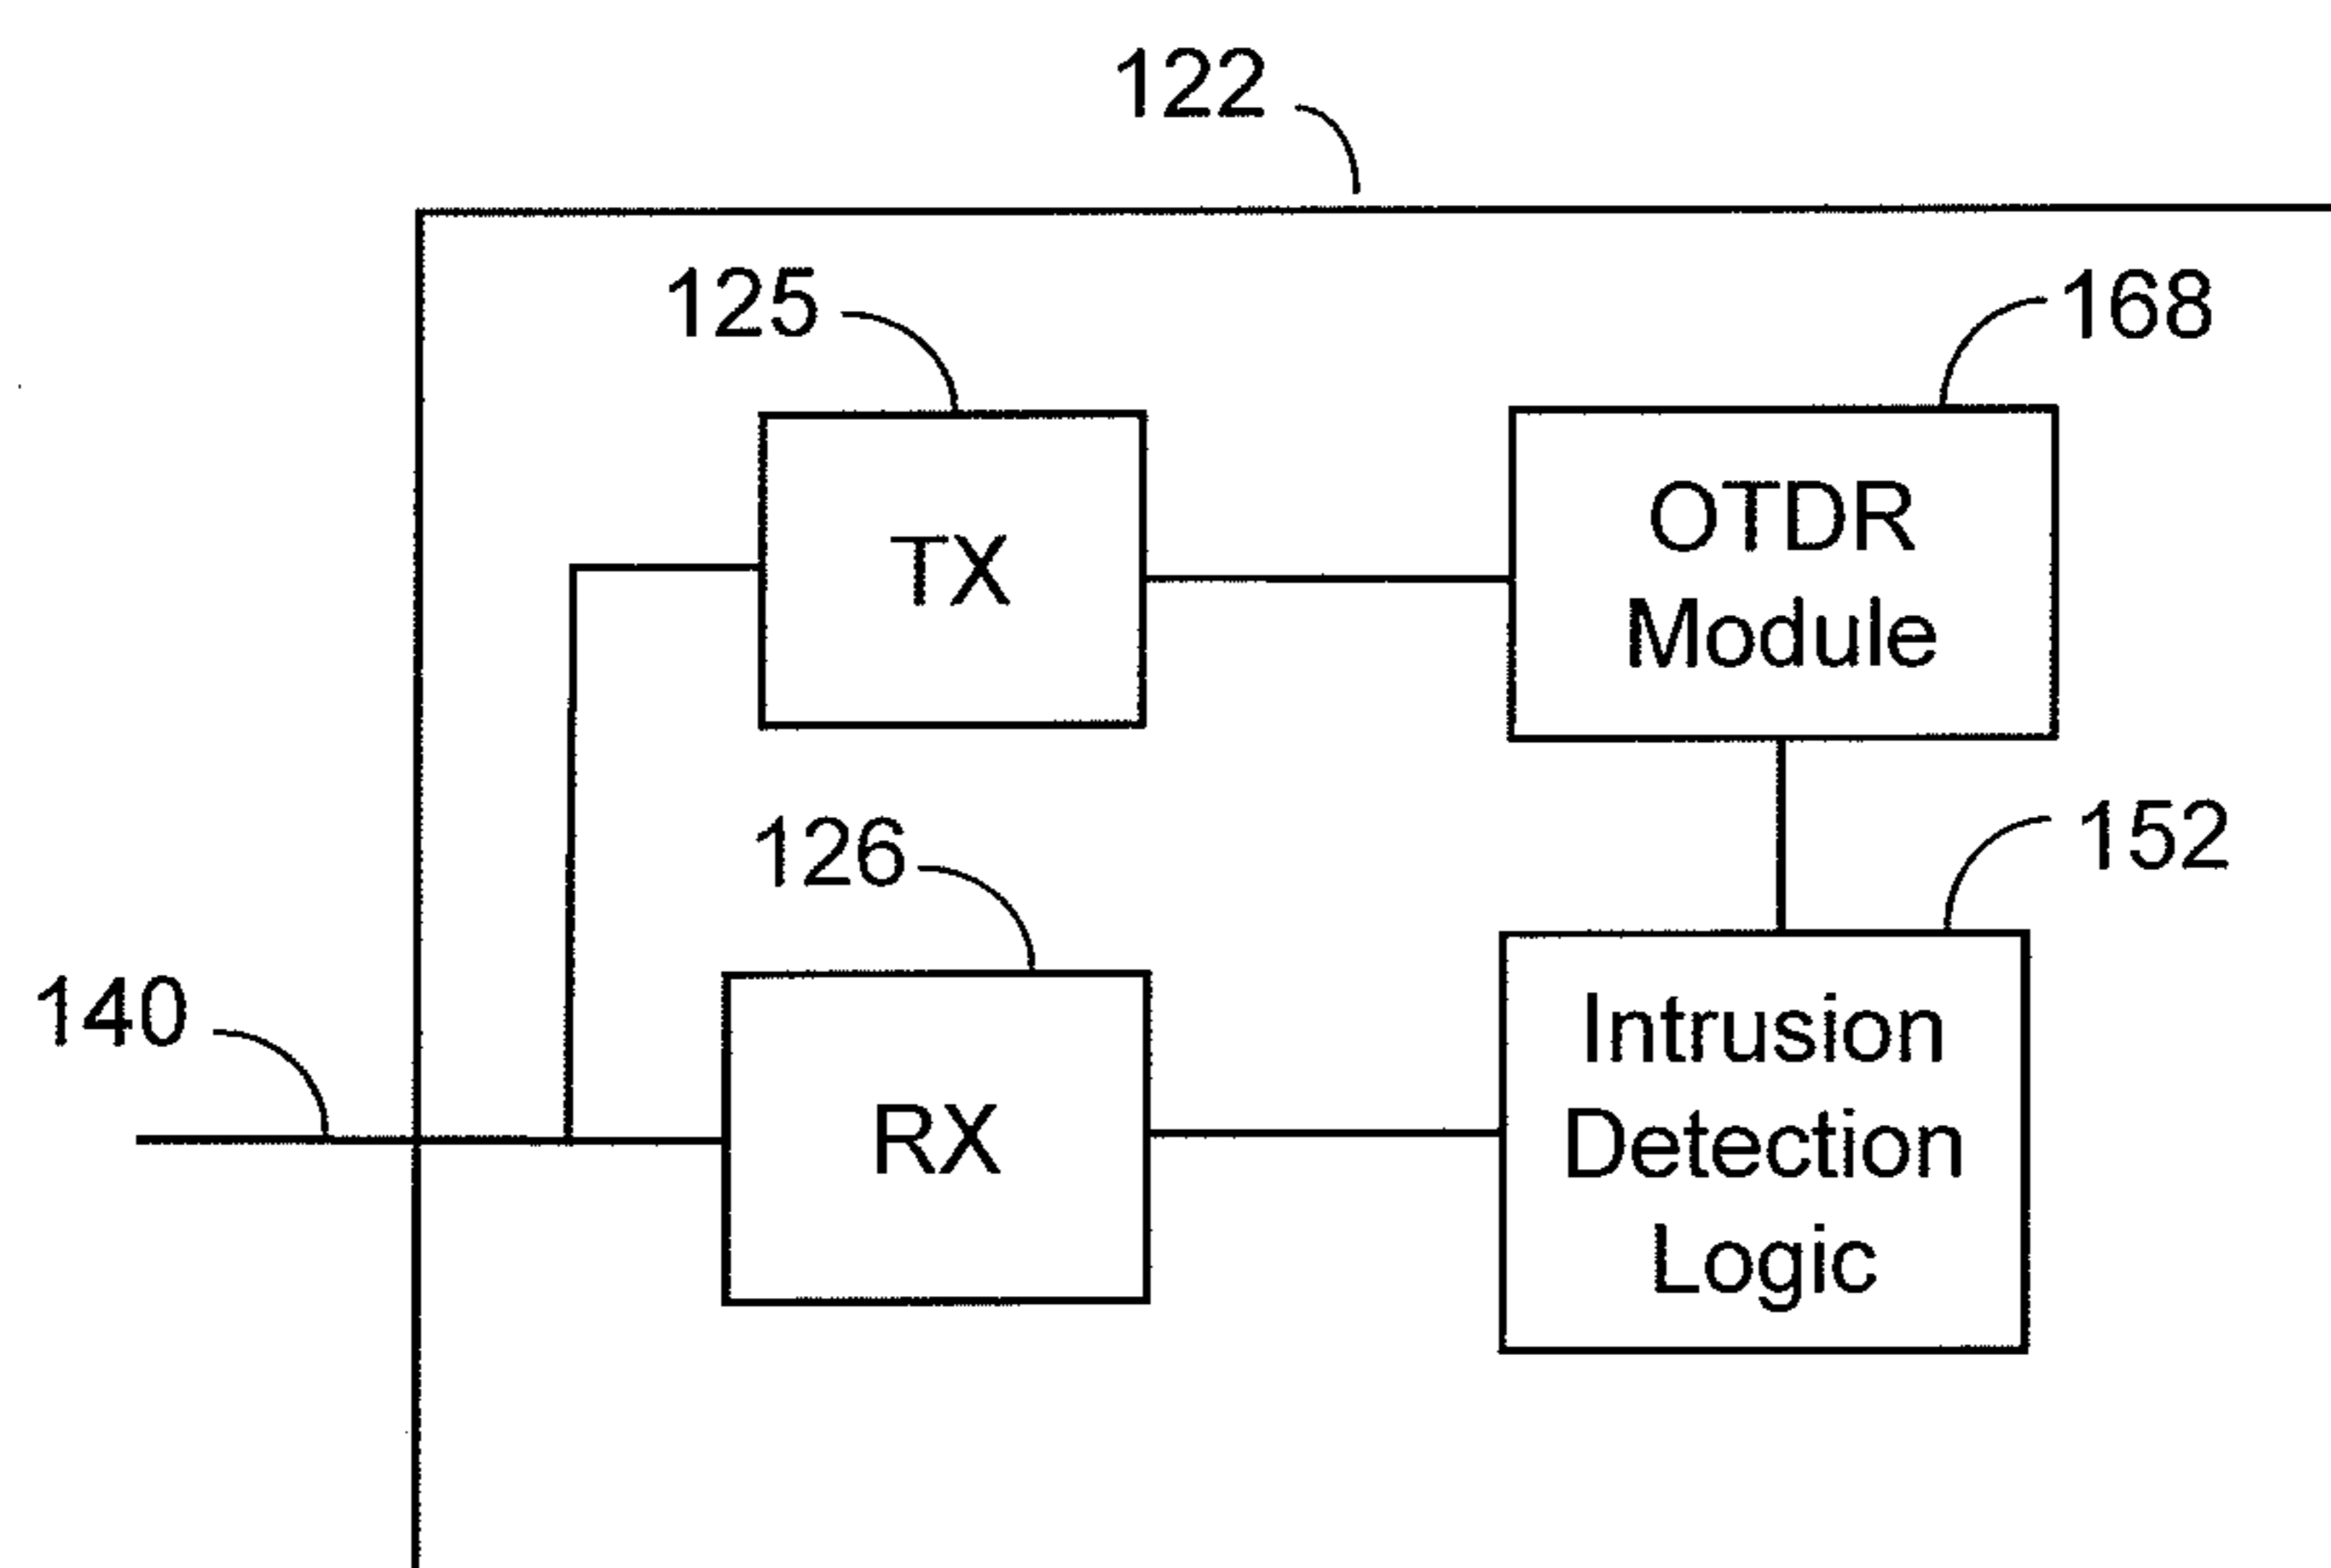 122
125
168
TX
OTDR
Module
126
152
140
RX
Intrusion
Detection
Logic